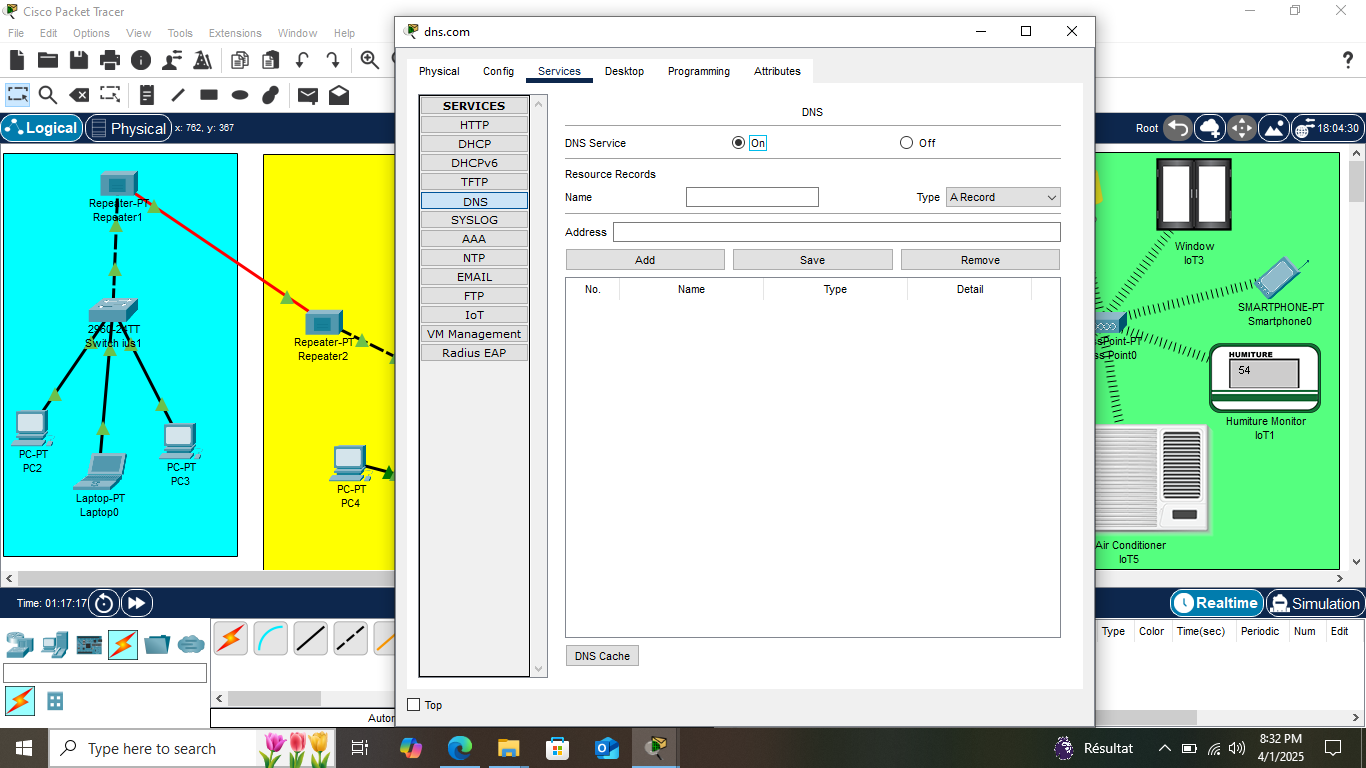 Cisco Packet Tracer
File Edit Options View Tools Extensions Window Help
Logical Physical x: 762, y: 367
Root 18:04:30
Repeater-PT
Repeater1
2960-24TT
PC-PT
PC2
Laptop-PT
Laptop0
PC-PT
PC3
Repeater-PT
Repeater2
PC-PT
PC4
dns.com
Physical Config Services Desktop Programming Attributes
SERVICES
HTTP
DHCP
DHCPv6
TFTP
DNS
SYSLOG
AAA
NTP
EMAIL
FTP
IoT
VM Management
Radius EAP
DNS
DNS Service On Off
Resource Records
Name Type A Record
Address
Add Save Remove
No. Name Type Detail
DNS Cache
Top
Window
IoT3
SMARTPHONE-PT
Smartphone0
HUMITURE
54
Humiture Monitor
IoT1
Air Conditioner
IoT5
Time: 01:17:17
Realtime Simulation
Type Color Time(sec) Periodic Num Edit
Type here to search
Résultat
8:32 PM
4/1/2025